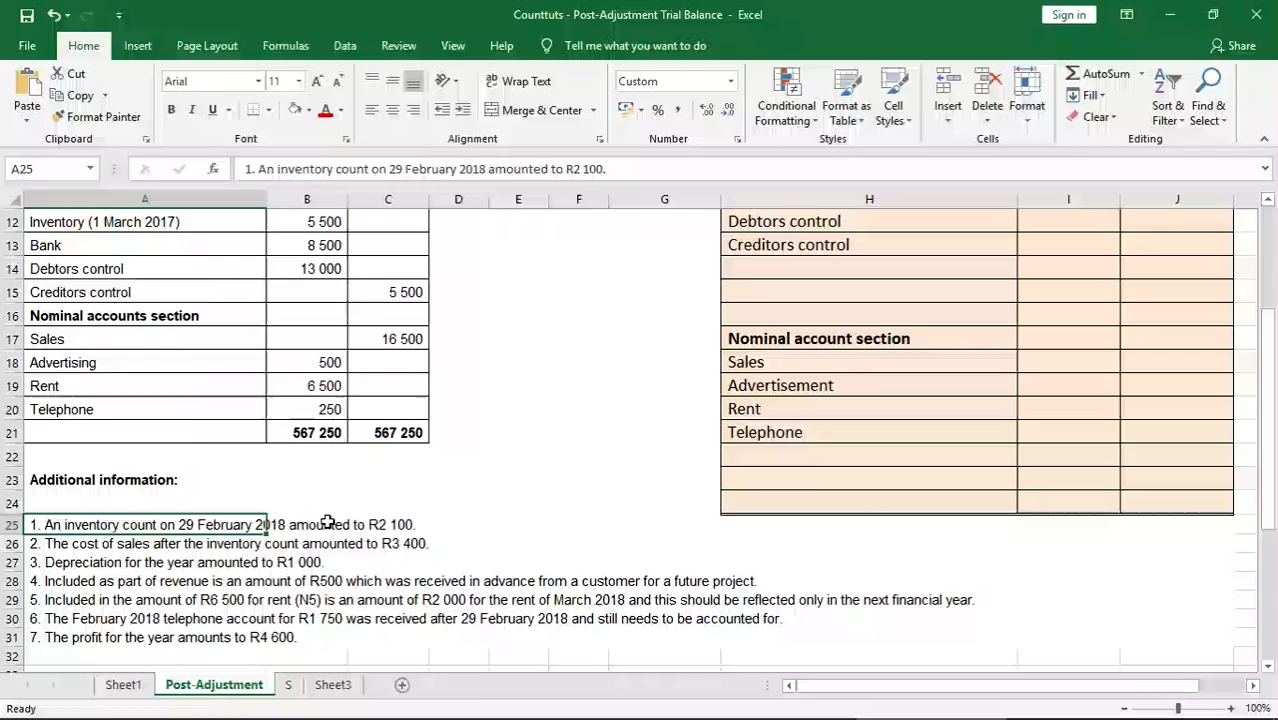 Counttuts - Post-Adjustment Trial Balance - Excel
Sign in
File Home Insert Page Layout Formulas Data Review View Help Tell me what you want to do Share
Paste
Cut
Copy
Format Painter
Clipboard
Arial 11
B I U
Font
Wrap Text
Merge & Center
Alignment
Custom
%
Number
Conditional Formatting
Format as Table
Cell Styles
Styles
Insert
Delete
Format
Cells
AutoSum
Fill
Clear
Sort & Filter
Find & Select
Editing
A25 fx 1. An inventory count on 29 February 2018 amounted to R2 100.
A B C D E F G H I J
12 Inventory (1 March 2017) 5 500 Debtors control
13 Bank 8 500 Creditors control
14 Debtors control 13 000
15 Creditors control 5 500
16 Nominal accounts section
17 Sales 16 500 Nominal account section
18 Advertising 500 Sales
19 Rent 6 500 Advertisement
20 Telephone 250 Rent
21 567 250 567 250 Telephone
22
23 Additional information:
24
25 1. An inventory count on 29 February 2018 amounted to R2 100.
26 2. The cost of sales after the inventory count amounted to R3 400.
27 3. Depreciation for the year amounted to R1 000.
28 4. Included as part of revenue is an amount of R500 which was received in advance from a customer for a future project.
29 5. Included in the amount of R6 500 for rent (N5) is an amount of R2 000 for the rent of March 2018 and this should be reflected only in the next financial year.
30 6. The February 2018 telephone account for R1 750 was received after 29 February 2018 and still needs to be accounted for.
31 7. The profit for the year amounts to R4 600.
32
Sheet1 Post-Adjustment S Sheet3
Ready 100%